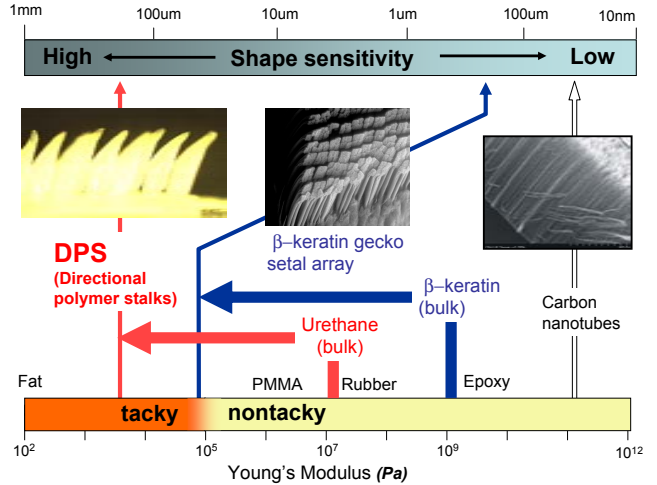 1mm 100um 10um 1um 100um 10nm
High Shape sensitivity Low
DPS
(Directional
polymer stalks)
β–keratin gecko
setal array
β–keratin
(bulk)
Urethane
(bulk)
Carbon
nanotubes
Fat PMMA Rubber Epoxy
tacky nontacky
10² 10⁵ 10⁷ 10⁹ 10¹²
Young's Modulus (Pa)